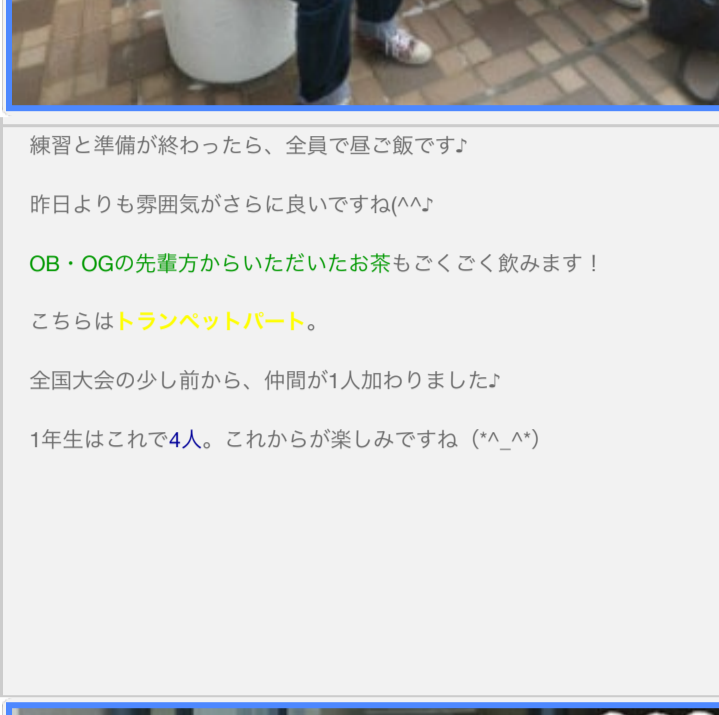 練習と準備が終わったら、全員で昼ご飯です♪
昨日よりも雰囲気がさらに良いですね(^^♪
OB・OGの先輩方からいただいたお茶もごくごく飲みます！
こちらはトランペットパート。
全国大会の少し前から、仲間が1人加わりました♪
1年生はこれで4人。これからが楽しみですね（*^_^*）